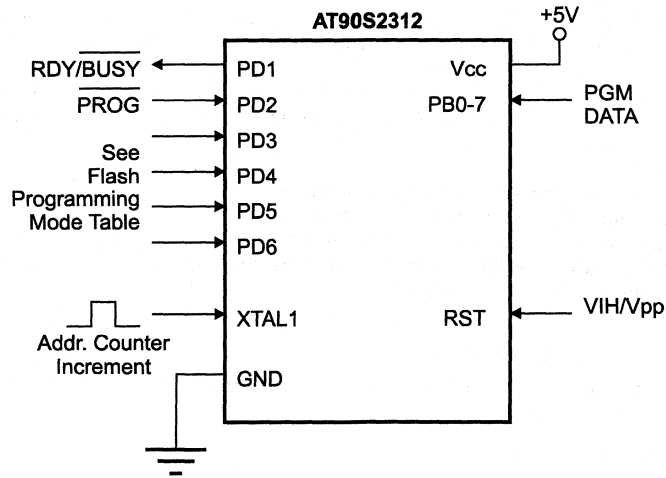 AT90S2312
+5V
RDY/BUSY
PROG
See
Flash
Programming
Mode Table
Addr. Counter
Increment
PD1
PD2
PD3
PD4
PD5
PD6
XTAL1
GND
Vcc
PB0-7
RST
PGM
DATA
VIH/Vpp